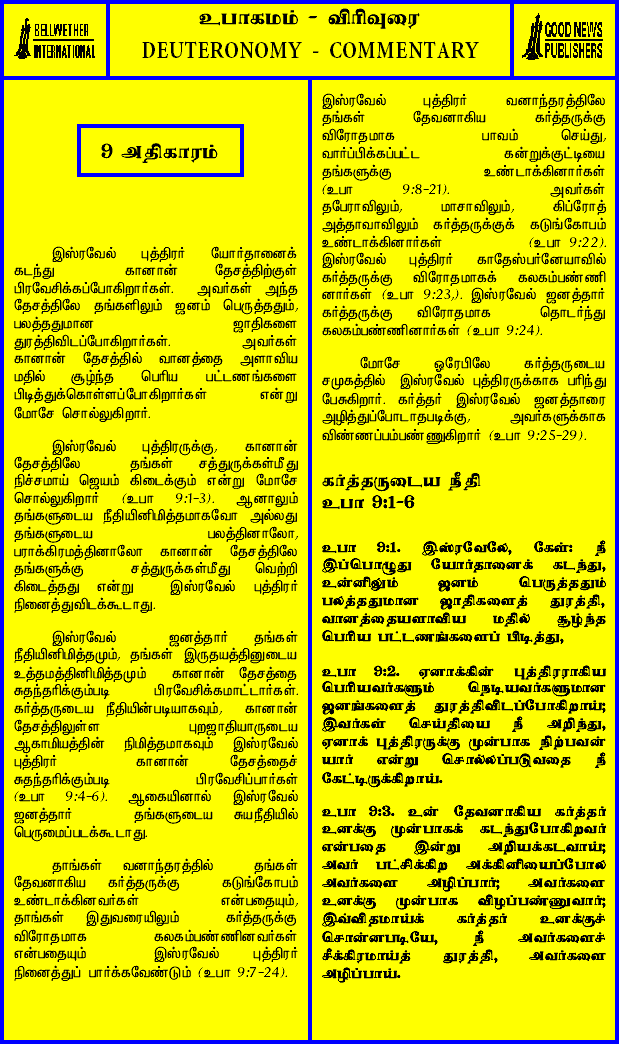 BELLWETHER
INTERNATIONAL
உபாகமம் - விரிவுரை
DEUTERONOMY - COMMENTARY
GOOD NEWS
PUBLISHERS
9 அதிகாரம்
இஸ்ரவேல் புத்திரர் யோர்தானைக்
கடந்து கானான் தேசத்திற்குள்
பிரவேசிக்கப்போகிறார்கள். அவர்கள் அந்த
தேசத்திலே தங்களிலும் ஜனம் பெருத்ததும்,
பலத்ததுமான ஜாதிகளை
துரத்திவிடப்போகிறார்கள். அவர்கள்
கானான் தேசத்தில் வானத்தை அளாவிய
மதில் சூழ்ந்த பெரிய பட்டணங்களை
பிடித்துக்கொள்ளப்போகிறார்கள் என்று
மோசே சொல்லுகிறார்.
இஸ்ரவேல் புத்திரருக்கு, கானான்
தேசத்திலே தங்கள் சத்துருக்கள்மீது
நிச்சமாய் ஜெயம் கிடைக்கும் என்று மோசே
சொல்லுகிறார் (உபா 9:1-3). ஆனாலும்
தங்களுடைய நீதியினிமித்தமாகவோ அல்லது
தங்களுடைய பலத்தினாலோ,
பராக்கிரமத்தினாலோ கானான் தேசத்திலே
தங்களுக்கு சத்துருக்கள்மீது வெற்றி
கிடைத்தது என்று இஸ்ரவேல் புத்திரர்
நினைத்துவிடக்கூடாது.
இஸ்ரவேல் ஜனத்தார் தங்கள்
நீதியினிமித்தமும், தங்கள் இருதயத்தினுடைய
உத்தமத்தினிமித்தமும் கானான் தேசத்தை
சுதந்தரிக்கும்படி பிரவேசிக்கமாட்டார்கள்.
கர்த்தருடைய நீதியின்படியாகவும், கானான்
தேசத்திலுள்ள புறஜாதியாருடைய
ஆகாமியத்தின் நிமித்தமாகவும் இஸ்ரவேல்
புத்திரர் கானான் தேசத்தைச்
சுதந்தரிக்கும்படி பிரவேசிப்பார்கள்
(உபா 9:4-6). ஆகையினால் இஸ்ரவேல்
ஜனத்தார் தங்களுடைய சுயநீதியில்
பெருமைப்படக்கூடாது.
தாங்கள் வனாந்தரத்தில் தங்கள்
தேவனாகிய கர்த்தருக்கு கடுங்கோபம்
உண்டாக்கினவர்கள் என்பதையும்,
தாங்கள் இதுவரையிலும் கர்த்தருக்கு
விரோதமாக கலகம்பண்ணினவர்கள்
என்பதையும் இஸ்ரவேல் புத்திரர்
நினைத்துப் பார்க்கவேண்டும் (உபா 9:7-24).
இஸ்ரவேல் புத்திரர் வனாந்தரத்திலே
தங்கள் தேவனாகிய கர்த்தருக்கு
விரோதமாக பாவம் செய்து,
வார்ப்பிக்கப்பட்ட கன்றுக்குட்டியை
தங்களுக்கு உண்டாக்கினார்கள்
(உபா 9:8-21). அவர்கள்
தபேராவிலும், மாசாவிலும், கிப்ரோத்
அத்தாவாவிலும் கர்த்தருக்குக் கடுங்கோபம்
உண்டாக்கினார்கள் (உபா 9:22).
இஸ்ரவேல் புத்திரர் காதேஸ்பர்னேயாவில்
கர்த்தருக்கு விரோதமாகக் கலகம்பண்ணி
னார்கள் (உபா 9:23,). இஸ்ரவேல் ஜனத்தார்
கர்த்தருக்கு விரோதமாக தொடர்ந்து
கலகம்பண்ணினார்கள் (உபா 9:24).
மோசே ஓரேபிலே கர்த்தருடைய
சமுகத்தில் இஸ்ரவேல் புத்திரருக்காக பரிந்து
பேசுகிறார். கர்த்தர் இஸ்ரவேல் ஜனத்தாரை
அழித்துப்போடாதபடிக்கு, அவர்களுக்காக
விண்ணப்பம்பண்ணுகிறார் (உபா 9:25-29).
கர்த்தருடைய நீதி
உபா 9:1-6
உபா 9:1. இஸ்ரவேலே, கேள்: நீ
இப்பொழுது யோர்தானைக் கடந்து,
உன்னிலும் ஜனம் பெருத்ததும்
பலத்ததுமான ஜாதிகளைத் துரத்தி,
வானத்தையளாவிய மதில் சூழ்ந்த
பெரிய பட்டணங்களைப் பிடித்து,
உபா 9:2. ஏனாக்கின் புத்திரராகிய
பெரியவர்களும் நெடியவர்களுமான
ஜனங்களைத் துரத்திவிடப்போகிறாய்;
இவர்கள் செய்தியை நீ அறிந்து,
ஏனாக் புத்திரருக்கு முன்பாக நிற்பவன்
யார் என்று சொல்லப்படுவதை நீ
கேட்டிருக்கிறாய்.
உபா 9:3. உன் தேவனாகிய கர்த்தர்
உனக்கு முன்பாகக் கடந்துபோகிறவர்
என்பதை இன்று அறியக்கடவாய்;
அவர் பட்சிக்கிற அக்கினியைப்போல
அவர்களை அழிப்பார்; அவர்களை
உனக்கு முன்பாக விழப்பண்ணுவார்;
இவ்விதமாய்க் கர்த்தர் உனக்குச்
சொன்னபடியே, நீ அவர்களைச்
சீக்கிரமாய்த் துரத்தி, அவர்களை
அழிப்பாய்.